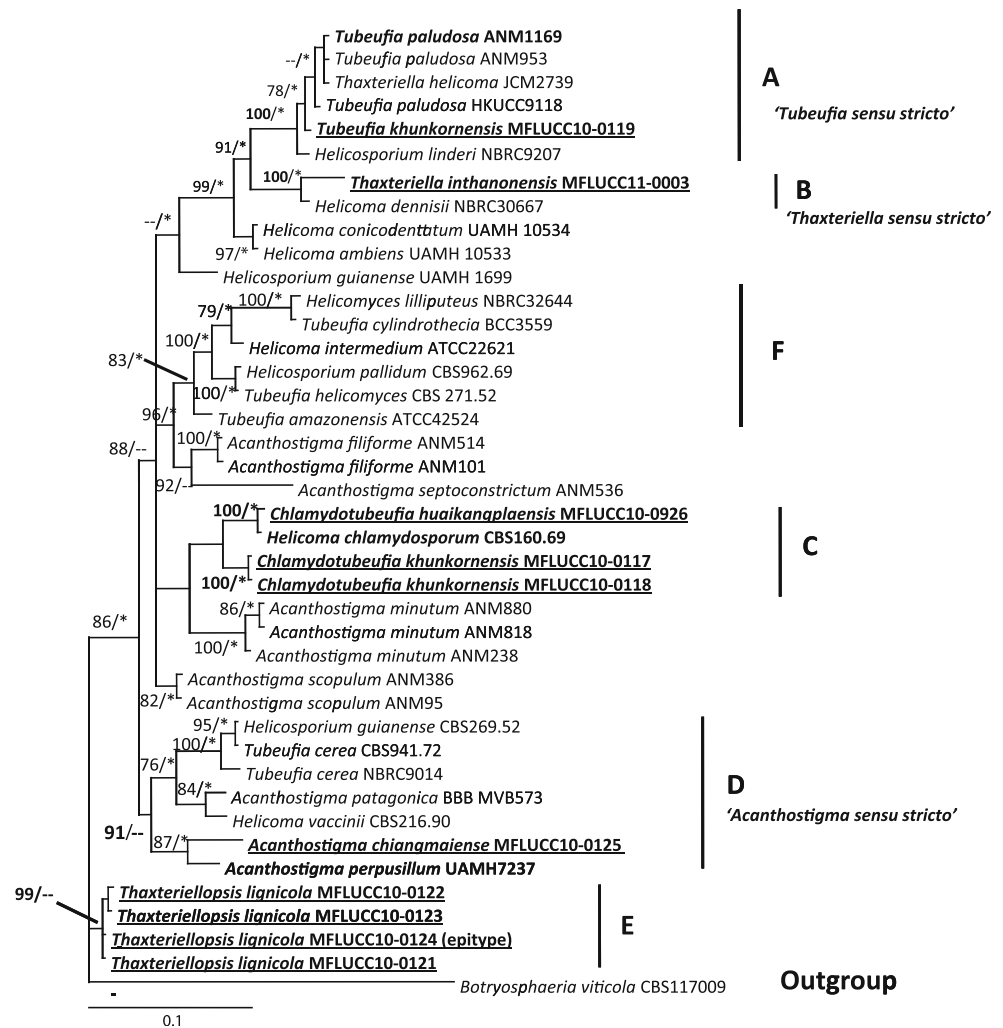 Tubeufia paludosa ANM1169
--/*
Tubeufia paludosa ANM953
A
Thaxteriella helicoma JCM2739
78/*
Tubeufia paludosa HKUCC9118
'Tubeufia sensu stricto'
100/*
Tubeufia khunkornensis MFLUCC10-0119
91/*
Helicosporium linderi NBRC9207
100/*
Thaxteriella inthanonensis MFLUCC11-0003
B
99/*
Helicoma dennisii NBRC30667
'Thaxteriella sensu stricto'
--/*
Helicoma conicodentatum UAMH 10534
97/*
Helicoma ambiens UAMH 10533
Helicosporium guianense UAMH 1699
100/*
Helicomyces lilliputeus NBRC32644
79/*
Tubeufia cylindrothecia BCC3559
100/*
Helicoma intermedium ATCC22621
F
83/*
Helicosporium pallidum CBS962.69
100/*
Tubeufia helicomyces CBS 271.52
96/*
Tubeufia amazonensis ATCC42524
100/*
Acanthostigma filiforme ANM514
88/--
Acanthostigma filiforme ANM101
92/--
Acanthostigma septoconstrictum ANM536
100/*
Chlamydotubeufia huaikangplaensis MFLUCC10-0926
Helicoma chlamydosporum CBS160.69
C
Chlamydotubeufia khunkornensis MFLUCC10-0117
100/*
Chlamydotubeufia khunkornensis MFLUCC10-0118
86/*
Acanthostigma minutum ANM880
86/*
Acanthostigma minutum ANM818
100/*
Acanthostigma minutum ANM238
Acanthostigma scopulum ANM386
82/*
Acanthostigma scopulum ANM95
95/*
Helicosporium guianense CBS269.52
100/*
Tubeufia cerea CBS941.72
76/*
Tubeufia cerea NBRC9014
D
84/*
Acanthostigma patagonica BBB MVB573
'Acanthostigma sensu stricto'
Helicoma vaccinii CBS216.90
91/--
87/*
Acanthostigma chiangmaiense MFLUCC10-0125
Acanthostigma perpusillum UAMH7237
99/--
Thaxteriellopsis lignicola MFLUCC10-0122
Thaxteriellopsis lignicola MFLUCC10-0123
E
Thaxteriellopsis lignicola MFLUCC10-0124 (epitype)
Thaxteriellopsis lignicola MFLUCC10-0121
Outgroup
Botryosphaeria viticola CBS117009
-
0.1